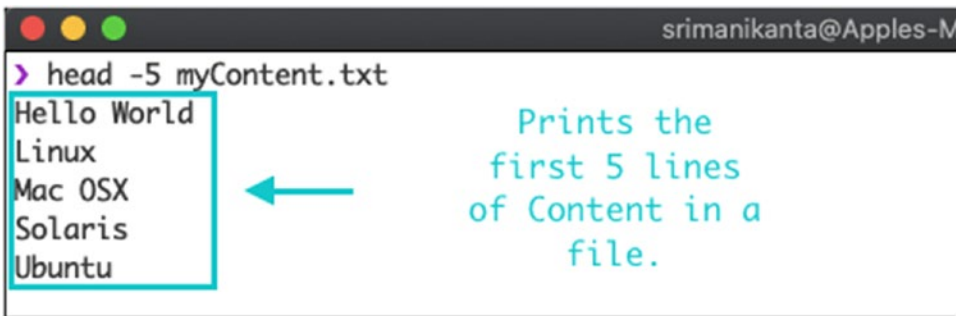 srimanikanta@Apples-M
❯ head -5 myContent.txt
Hello World
Linux
Mac OSX
Solaris
Ubuntu
Prints the
first 5 lines
of Content in a
file.